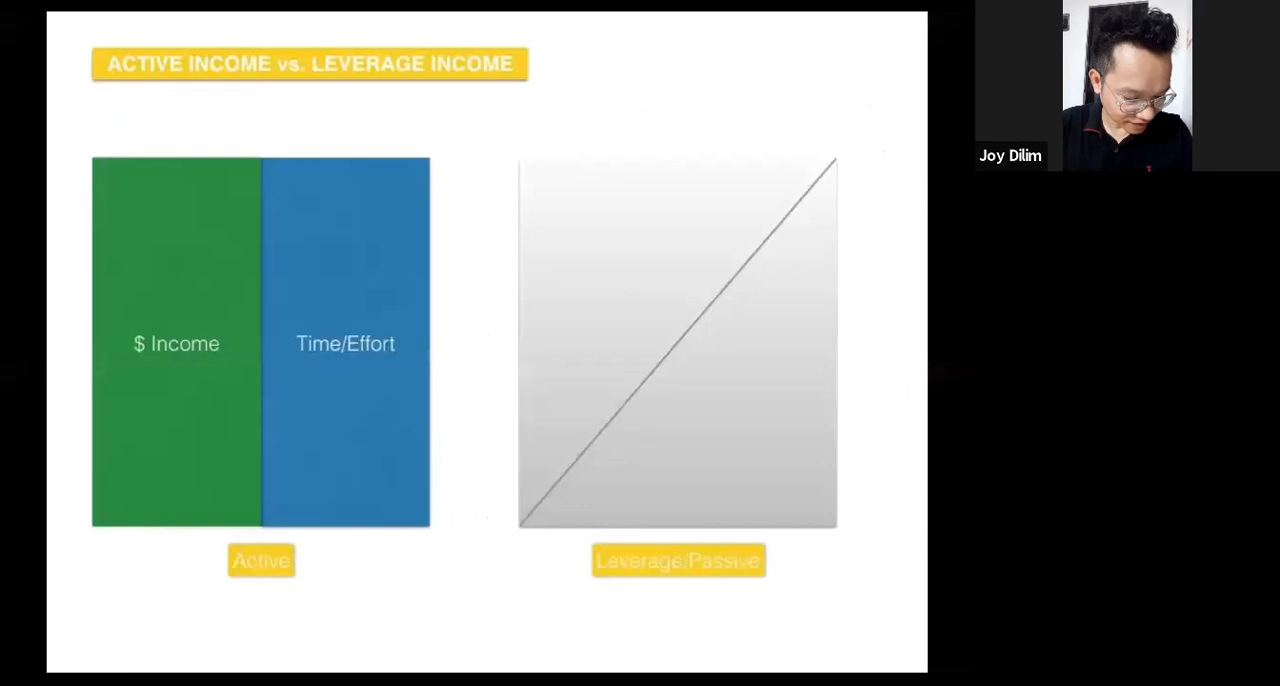 ACTIVE INCOME vs. LEVERAGE INCOME
$ Income
Time/Effort
Active
Leverage/Passive
Joy Dilim